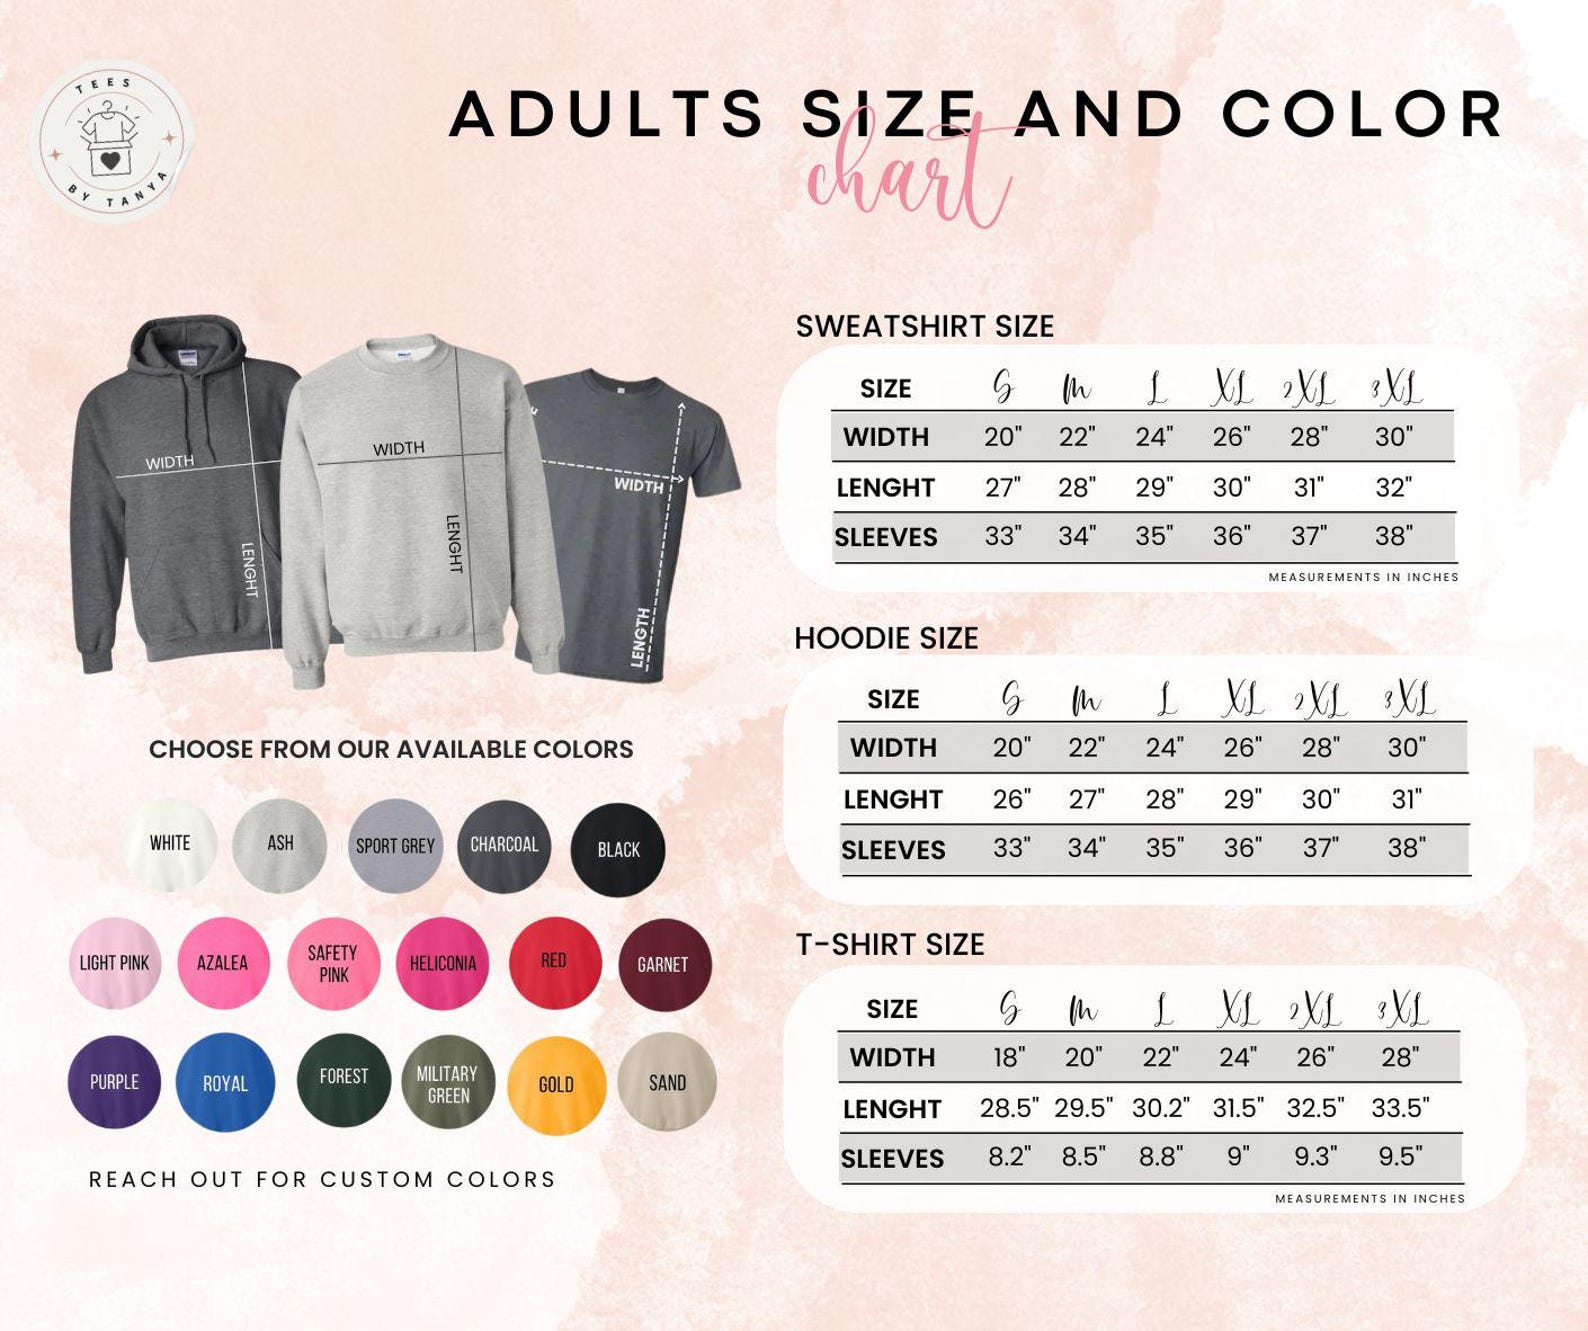 TEES
BY TANYA
ADULTS SIZE AND COLOR
chart
WIDTH
LENGHT
WIDTH
LENGHT
WIDTH
LENGTH
CHOOSE FROM OUR AVAILABLE COLORS
WHITE ASH SPORT GREY CHARCOAL BLACK
LIGHT PINK AZALEA SAFETY PINK HELICONIA RED GARNET
PURPLE ROYAL FOREST MILITARY GREEN GOLD SAND
REACH OUT FOR CUSTOM COLORS
SWEATSHIRT SIZE
SIZE S M L XL 2XL 3XL
WIDTH 20" 22" 24" 26" 28" 30"
LENGHT 27" 28" 29" 30" 31" 32"
SLEEVES 33" 34" 35" 36" 37" 38"
MEASUREMENTS IN INCHES
HOODIE SIZE
SIZE S M L XL 2XL 3XL
WIDTH 20" 22" 24" 26" 28" 30"
LENGHT 26" 27" 28" 29" 30" 31"
SLEEVES 33" 34" 35" 36" 37" 38"
T-SHIRT SIZE
SIZE S M L XL 2XL 3XL
WIDTH 18" 20" 22" 24" 26" 28"
LENGHT 28.5" 29.5" 30.2" 31.5" 32.5" 33.5"
SLEEVES 8.2" 8.5" 8.8" 9" 9.3" 9.5"
MEASUREMENTS IN INCHES